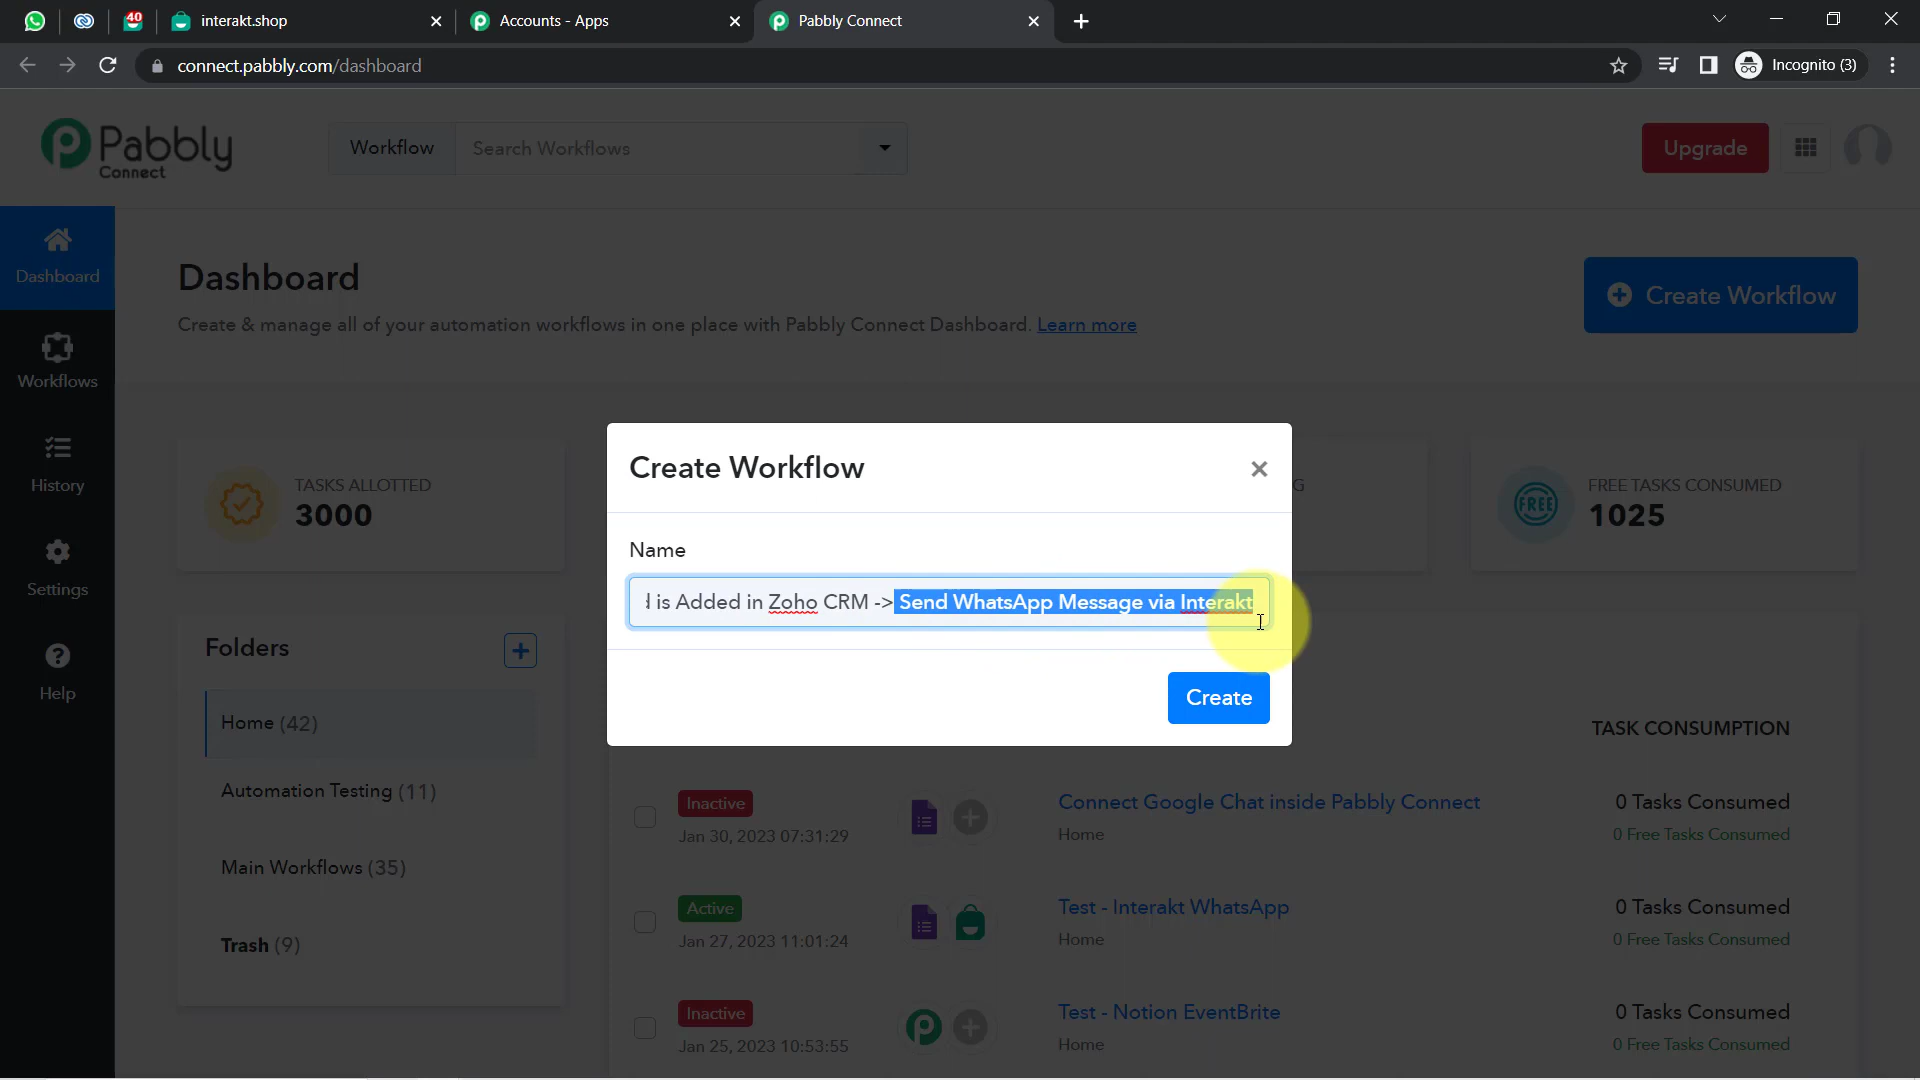 40
interakt.shop
Accounts - Apps
Pabbly Connect
connect.pabbly.com/dashboard
Incognito (3)
Pabbly
Connect
Workflow
Search Workflows
Upgrade
Dashboard
Workflows
History
Settings
Help
Dashboard
Create & manage all of your automation workflows in one place with Pabbly Connect Dashboard. Learn more
Create Workflow
TASKS ALLOTTED
3000
G
FREE
FREE TASKS CONSUMED
1025
Create Workflow
Name
d is Added in Zoho CRM -> Send WhatsApp Message via Interakt
Create
Folders
Home (42)
Automation Testing (11)
Main Workflows (35)
Trash (9)
TASK CONSUMPTION
Inactive
Jan 30, 2023 07:31:29
Connect Google Chat inside Pabbly Connect
Home
0 Tasks Consumed
0 Free Tasks Consumed
Active
Jan 27, 2023 11:01:24
Test - Interakt WhatsApp
Home
0 Tasks Consumed
0 Free Tasks Consumed
Inactive
Jan 25, 2023 10:53:55
Test - Notion EventBrite
Home
0 Tasks Consumed
0 Free Tasks Consumed